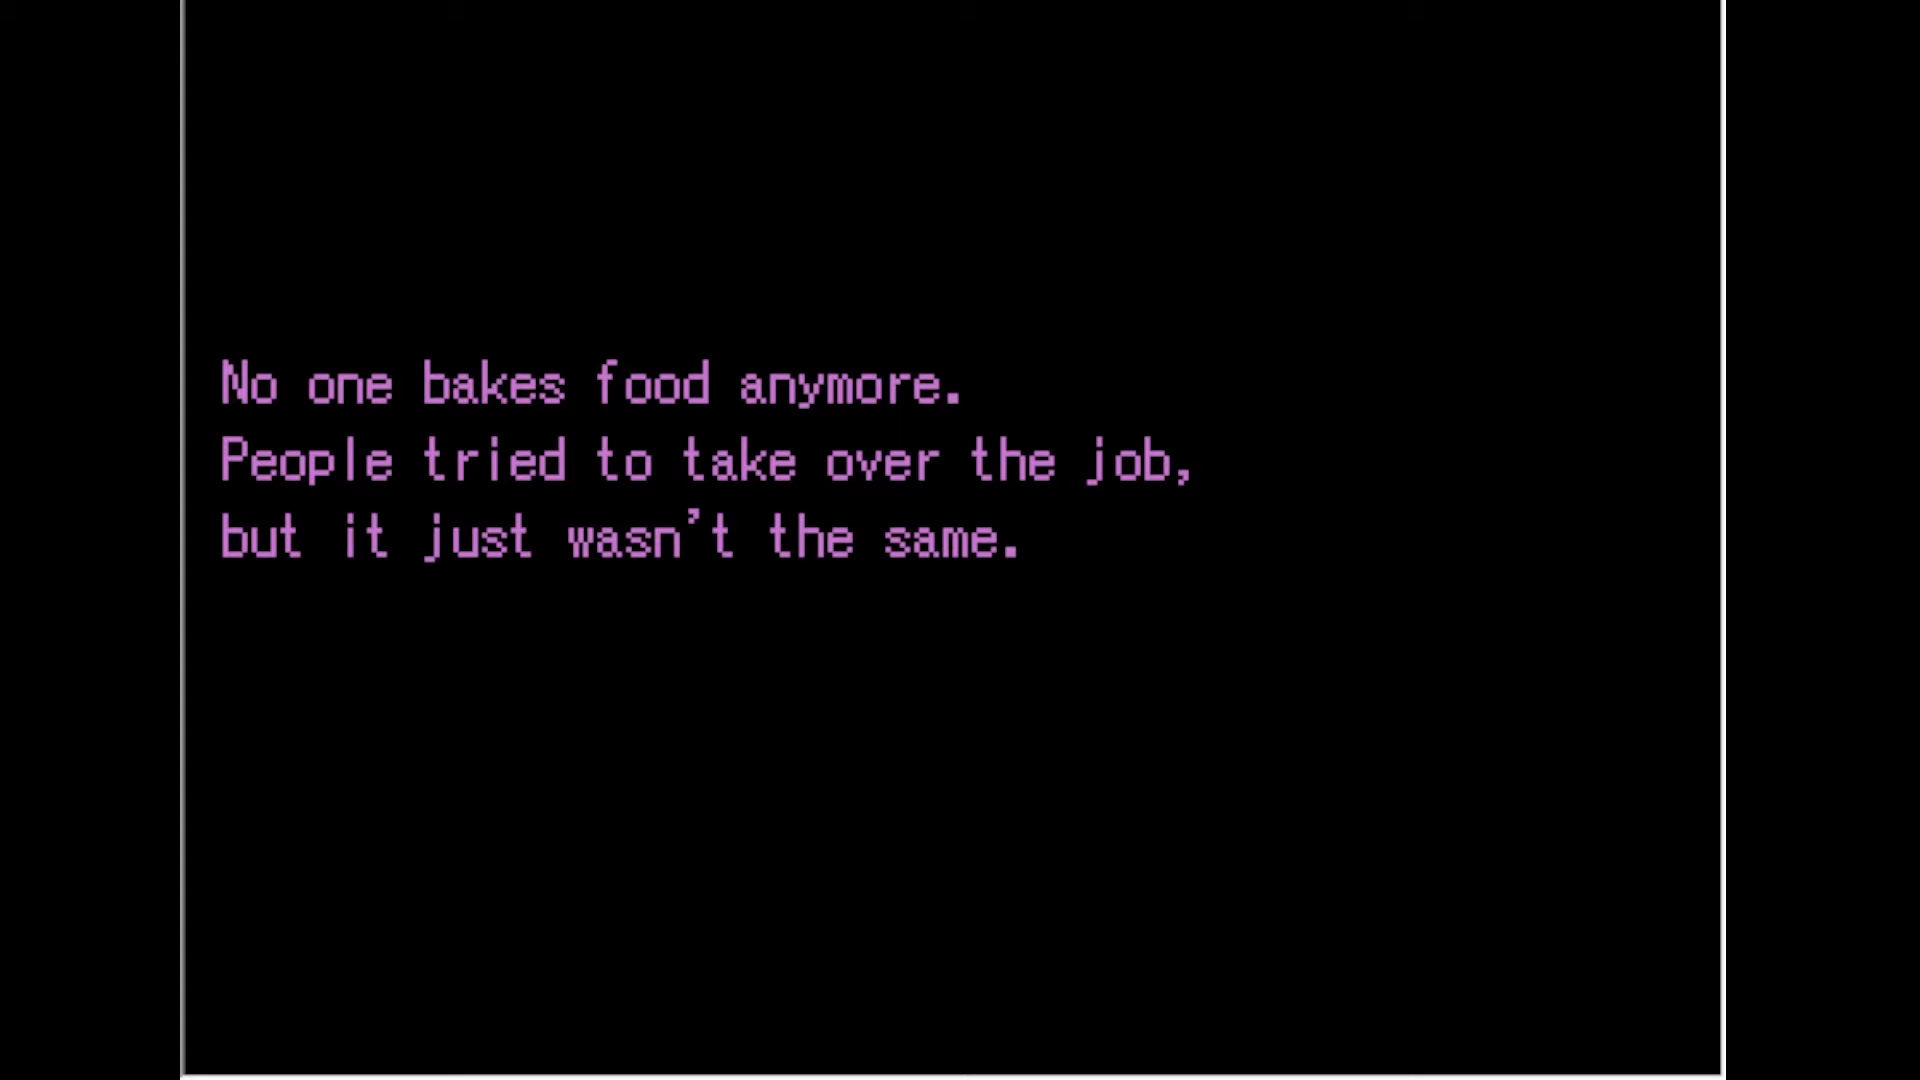 No one bakes food anymore.
People tried to take over the job,
but it just wasn't the same.